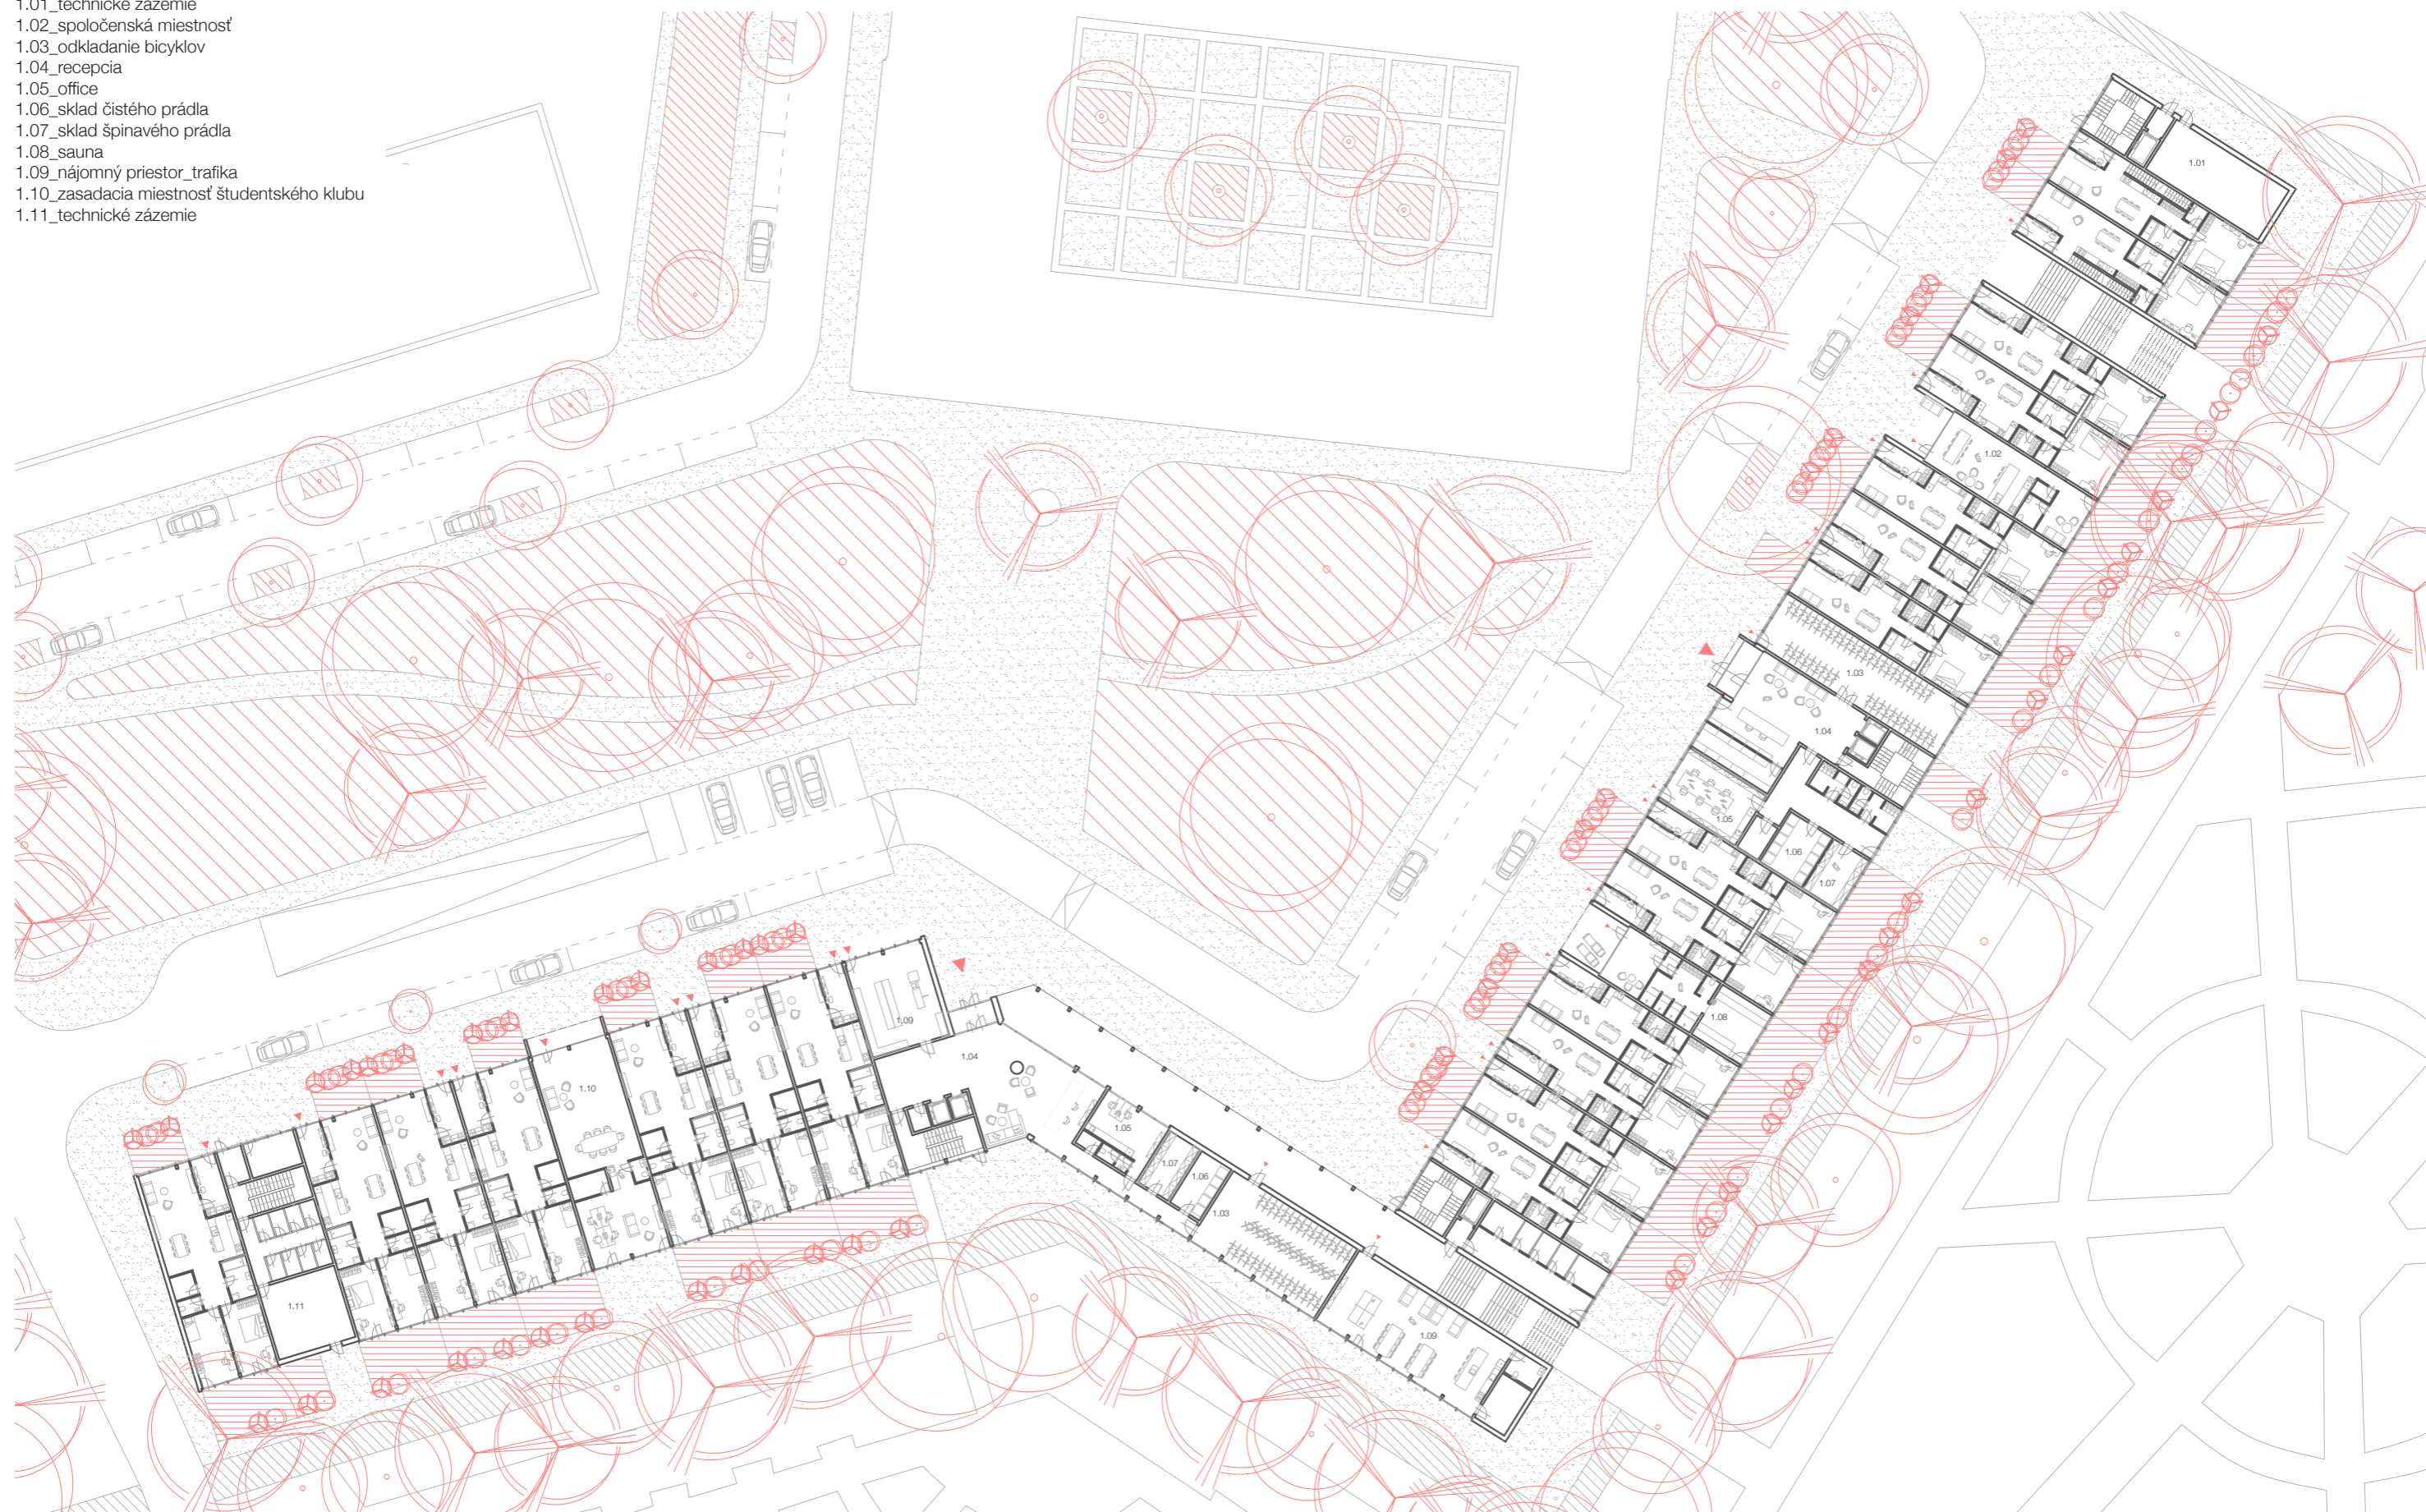 1.01_technické zázemie
1.02_spoločenská miestnosť
1.03_odkladanie bicyklov
1.04_recepcia
1.05_office
1.06_sklad čistého prádla
1.07_sklad špinavého prádla
1.08_sauna
1.09_nájomný priestor_trafika
1.10_zasadacia miestnosť študentského klubu
1.11_technické zázemie
1.01
1.02
1.03
1.04
1.05
1.06
1.07
1.08
1.09
1.04
1.10
1.05
1.07
1.06
1.03
1.11
1.09